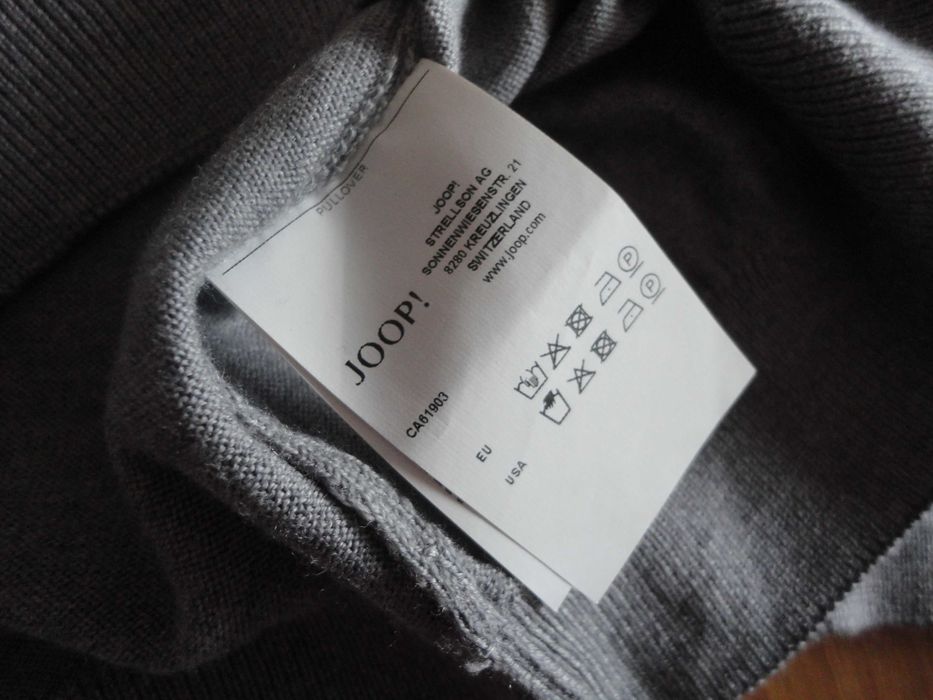 PULLOVER
JOOP!
STRELLSON AG
SONNENWIESENSTR. 21
8280 KREUZLINGEN
SWITZERLAND
www.joop.com
JOOP!
CA61903
EU
P
USA
P